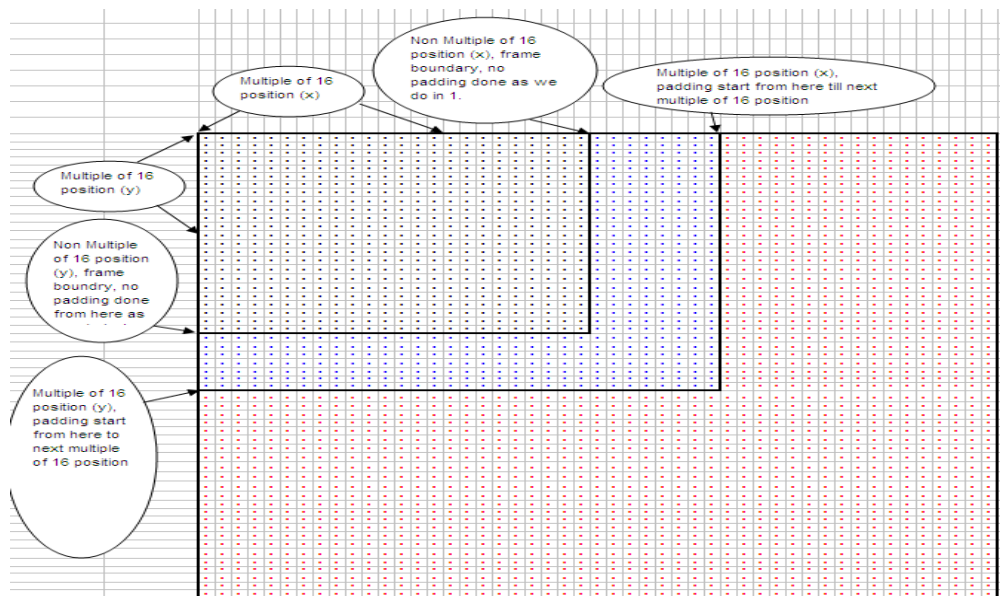 Non Multiple of 16
position (x), frame
boundary, no
padding done as we
do in 1.
Multiple of 16
position (x)
Multiple of 16 position (x),
padding start from here till next
multiple of 16 position
Multiple of 16
position (y)
Non Multiple
of 16 position
(y), frame
boundry, no
padding done
from here as
Multiple of 16
position (y),
padding start
from here to
next multiple
of 16 position